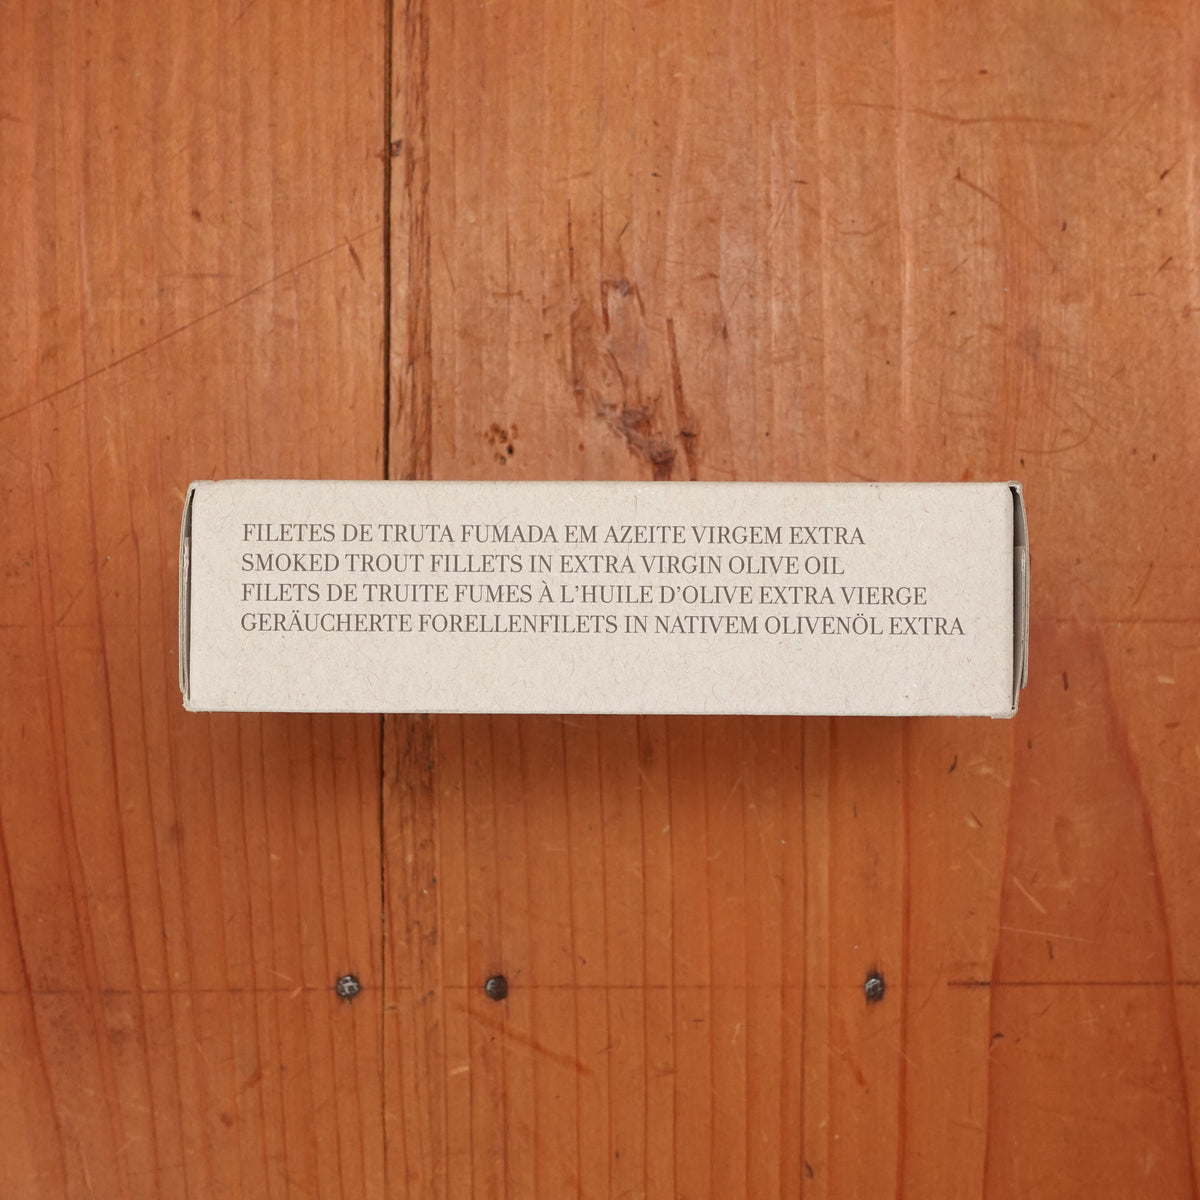 FILETES DE TRUTA FUMADA EM AZEITE VIRGEM EXTRA
SMOKED TROUT FILLETS IN EXTRA VIRGIN OLIVE OIL
FILETS DE TRUITE FUMES À L’HUILE D’OLIVE EXTRA VIERGE
GERÄUCHERTE FORELLENFILETS IN NATIVEM OLIVENÖL EXTRA